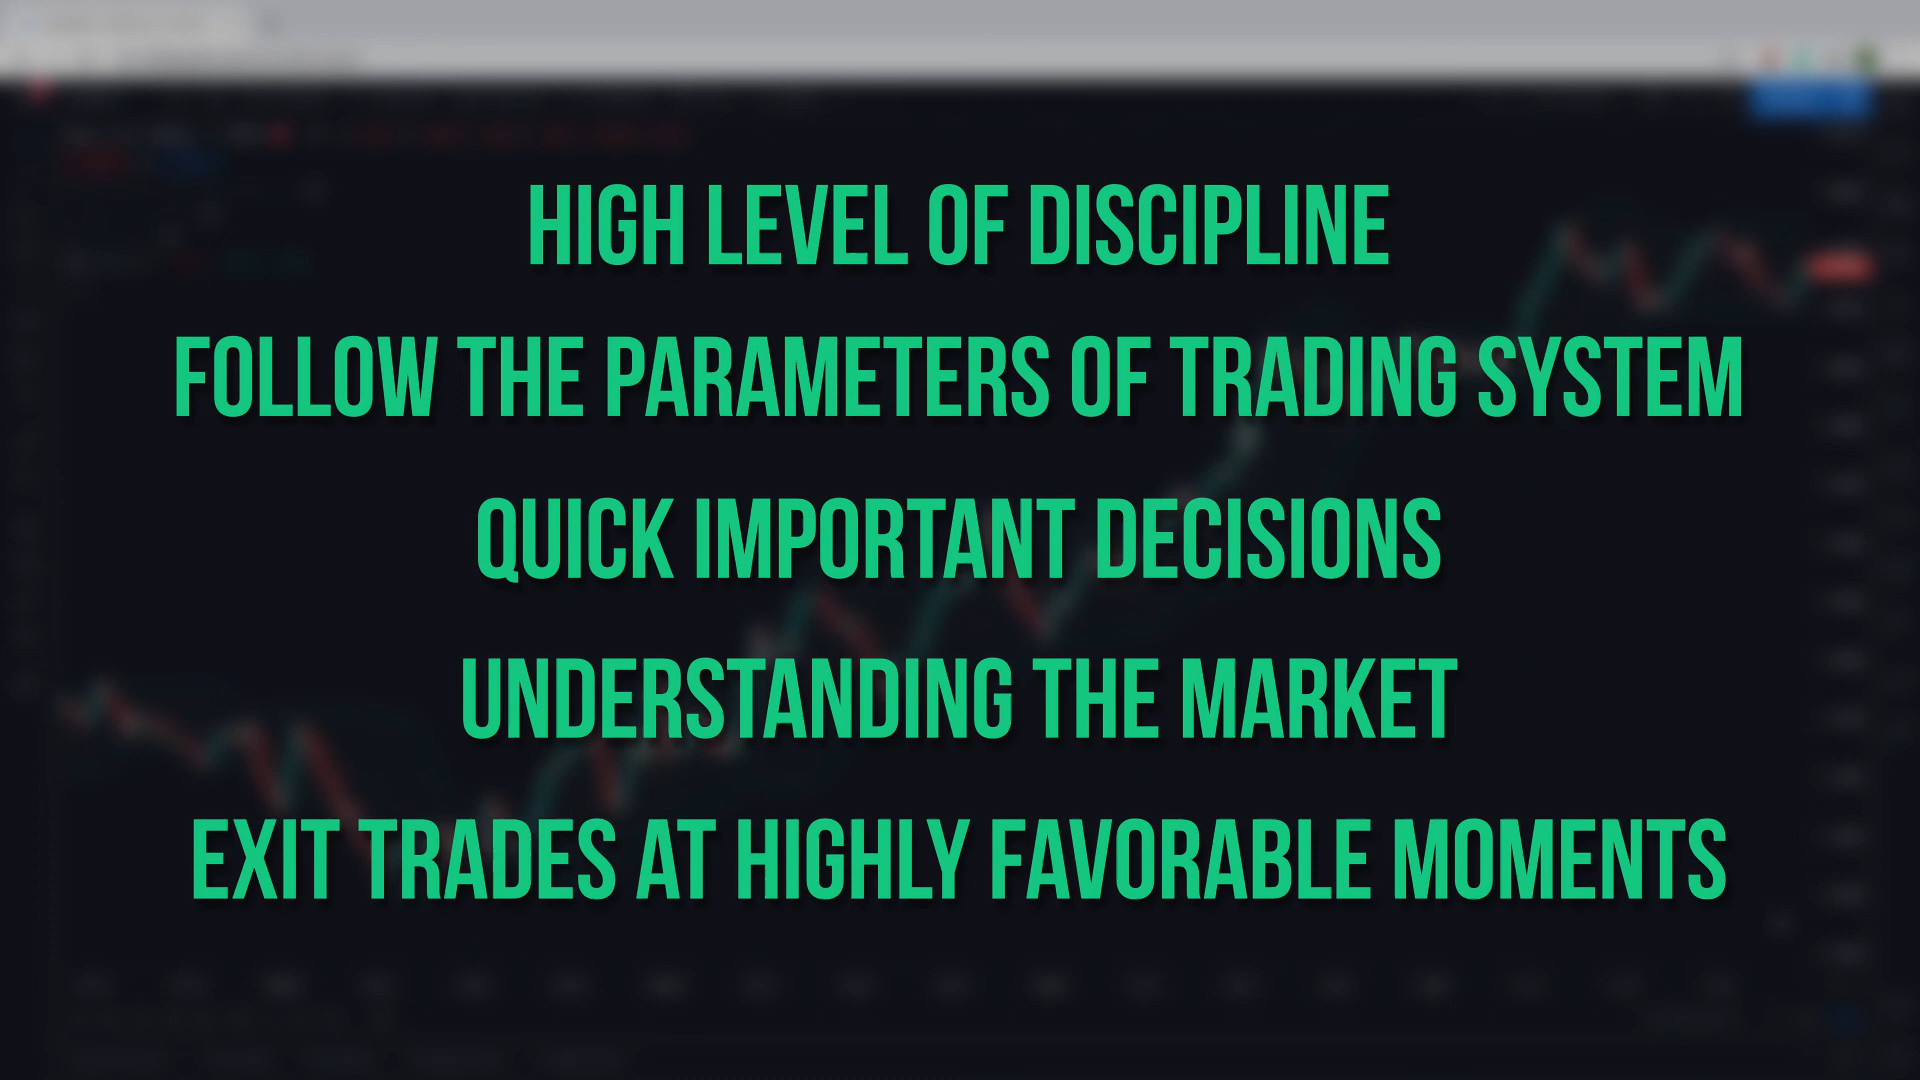 HIGH LEVEL OF DISCIPLINE
FOLLOW THE PARAMETERS OF TRADING SYSTEM
QUICK IMPORTANT DECISIONS
UNDERSTANDING THE MARKET
EXIT TRADES AT HIGHLY FAVORABLE MOMENTS